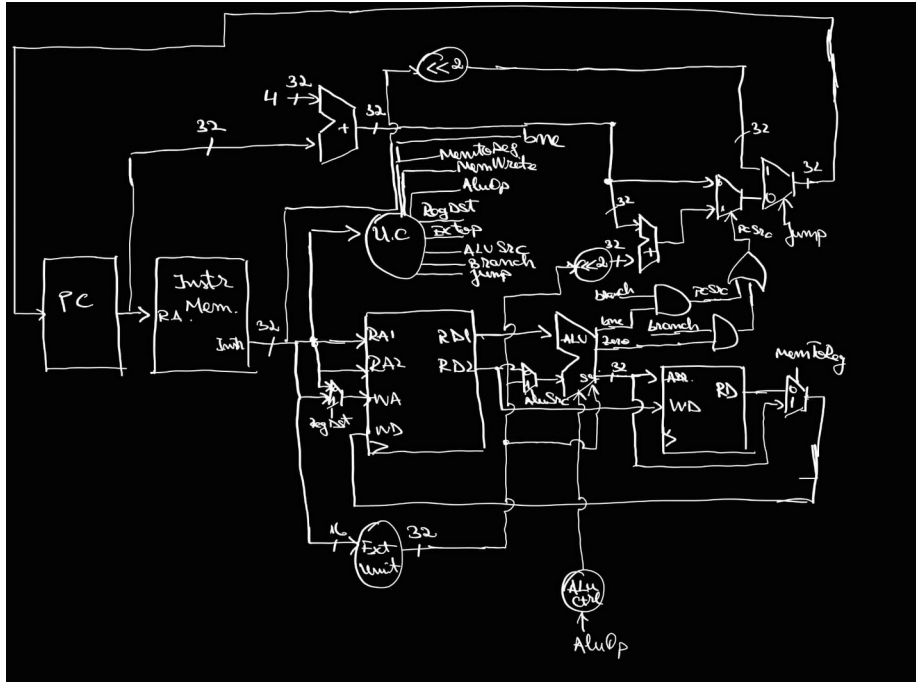 << 2
4
32
32
32
+
bne
MemtoReg
MemWrite
AluOp
RegDst
ExtOp
ALU Src
Branch
jump
U.C
32
1
0
32
jump
0
1
PCSrc
32
<< 2
32
+
PC
Instr
Mem.
RA.
Instr
32
branch
bne
PCSrc
branch
zero
RA1
RA2
WA
WD
RD1
RD2
RegDst
ALU
AluSrc
32
ADR.
WD
RD
MemToReg
0
1
16
Ext
unit
32
ALU
Ctrl
AluOp